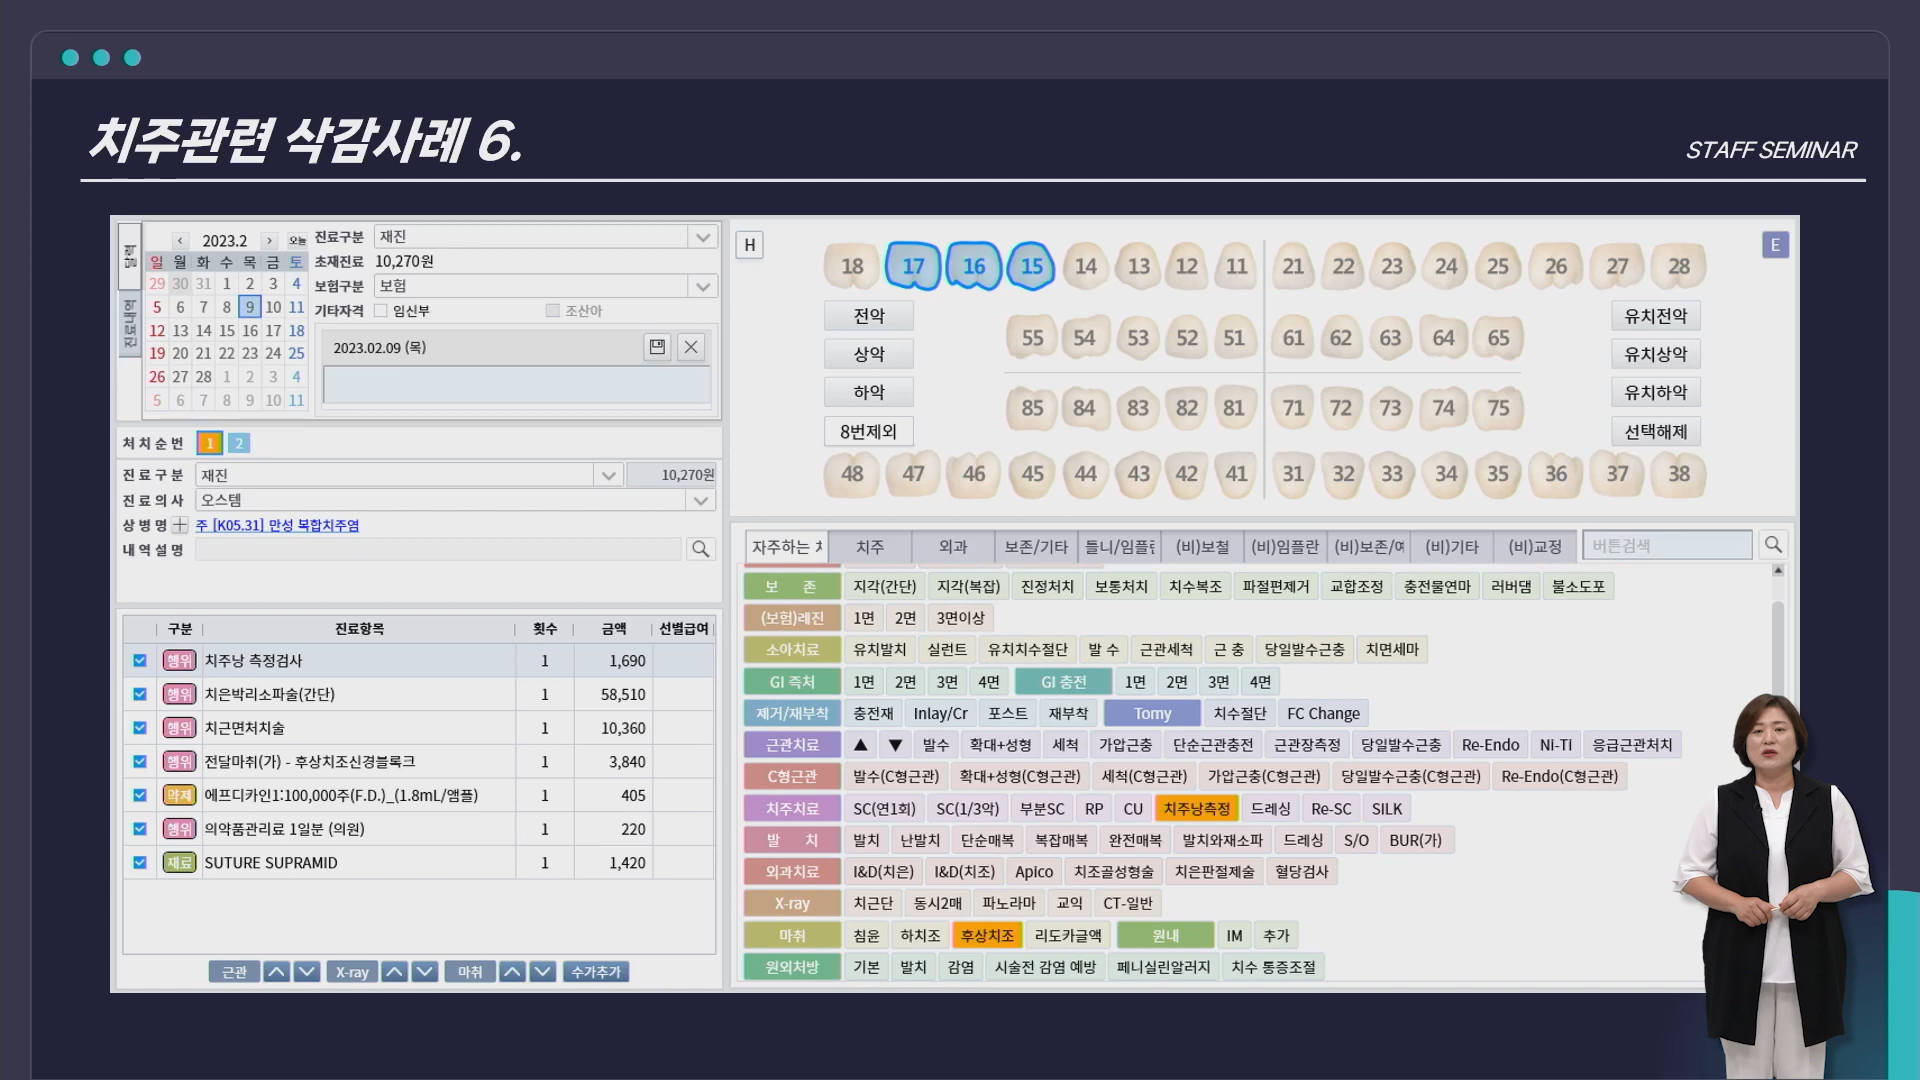 치주관련 삭감사례 6.
STAFF SEMINAR
달력
진료내역
2023.2 오늘
일 월 화 수 목 금 토
29 30 31 1 2 3 4
5 6 7 8 9 10 11
12 13 14 15 16 17 18
19 20 21 22 23 24 25
26 27 28 1 2 3 4
5 6 7 8 9 10 11
진료구분 재진
초재진료 10,270원
보험구분 보험
기타자격 임신부 조산아
2023.02.09 (목)
처치순번 1 2
진료구분 재진 10,270원
진료의사 오스템
상병명 주 [K05.31] 만성 복합치주염
내역설명
구분 진료항목 횟수 금액 선별급여
행위 치주낭 측정검사 1 1,690
행위 치은박리소파술(간단) 1 58,510
행위 치근면처치술 1 10,360
행위 전달마취(가) - 후상치조신경블록크 1 3,840
약제 에프디카인1:100,000주(F.D.)_(1.8mL/앰플) 1 405
행위 의약품관리료 1일분 (의원) 1 220
재료 SUTURE SUPRAMID 1 1,420
근관 X-ray 마취 수가추가
H E
18 17 16 15 14 13 12 11 21 22 23 24 25 26 27 28
전악 유치전악
55 54 53 52 51 61 62 63 64 65
상악 유치상악
하악 유치하악
85 84 83 82 81 71 72 73 74 75
8번제외 선택해제
48 47 46 45 44 43 42 41 31 32 33 34 35 36 37 38
자주하는 치주 외과 보존/기타 틀니/임플란 (비)보철 (비)임플란 (비)보존/예 (비)기타 (비)교정 버튼검색
보 존 지각(간단) 지각(복잡) 진정처치 보통처치 치수복조 파절편제거 교합조정 충전물연마 러버댐 불소도포
(보험)레진 1면 2면 3면이상
소아치료 유치발치 실런트 유치치수절단 발 수 근관세척 근 충 당일발수근충 치면세마
GI 즉처 1면 2면 3면 4면 GI 충전 1면 2면 3면 4면
제거/재부착 충전재 Inlay/Cr 포스트 재부착 Tomy 치수절단 FC Change
근관치료 ▲ ▼ 발수 확대+성형 세척 가압근충 단순근관충전 근관장측정 당일발수근충 Re-Endo NI-TI 응급근관처치
C형근관 발수(C형근관) 확대+성형(C형근관) 세척(C형근관) 가압근충(C형근관) 당일발수근충(C형근관) Re-Endo(C형근관)
치주치료 SC(연1회) SC(1/3악) 부분SC RP CU 치주낭측정 드레싱 Re-SC SILK
발 치 발치 난발치 단순매복 복잡매복 완전매복 발치와재소파 드레싱 S/O BUR(가)
외과치료 I&D(치은) I&D(치조) Apico 치조골성형술 치은판절제술 혈당검사
X-ray 치근단 동시2매 파노라마 교익 CT-일반
마취 침윤 하치조 후상치조 리도카글액 원내 IM 추가
원외처방 기본 발치 감염 시술전 감염 예방 페니실린알러지 치수 통증조절